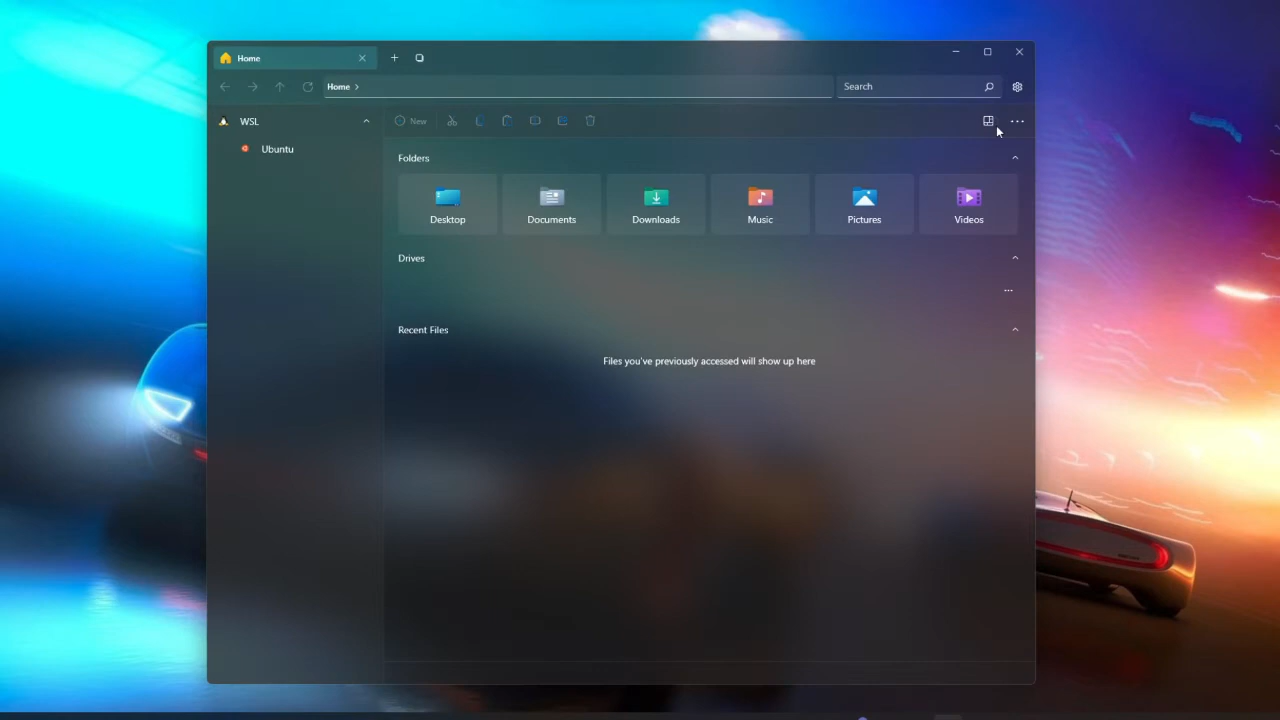 Home
Home
Search
WSL
Ubuntu
New
Folders
Desktop
Documents
Downloads
Music
Pictures
Videos
Drives
Recent Files
Files you've previously accessed will show up here